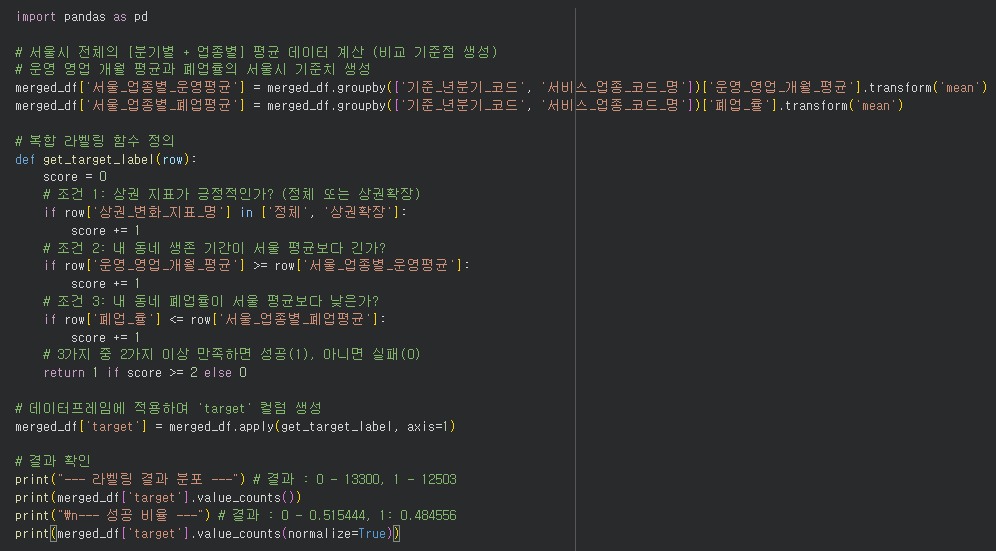 import pandas as pd
# 서울시 전체의 [분기별 + 업종별] 평균 데이터 계산 (비교 기준점 생성)
# 운영 영업 개월 평균과 폐업률의 서울시 기준치 생성
merged_df['서울_업종별_운영평균'] = merged_df.groupby(['기준_년분기_코드', '서비스_업종_코드_명'])['운영_영업_개월_평균'].transform('mean')
merged_df['서울_업종별_폐업평균'] = merged_df.groupby(['기준_년분기_코드', '서비스_업종_코드_명'])['폐업_률'].transform('mean')
# 복합 라벨링 함수 정의
def get_target_label(row):
score = 0
# 조건 1: 상권 지표가 긍정적인가? (정체 또는 상권확장)
if row['상권_변화_지표_명'] in ['정체', '상권확장']:
score += 1
# 조건 2: 내 동네 생존 기간이 서울 평균보다 긴가?
if row['운영_영업_개월_평균'] >= row['서울_업종별_운영평균']:
score += 1
# 조건 3: 내 동네 폐업률이 서울 평균보다 낮은가?
if row['폐업_률'] <= row['서울_업종별_폐업평균']:
score += 1
# 3가지 중 2가지 이상 만족하면 성공(1), 아니면 실패(0)
return 1 if score >= 2 else 0
# 데이터프레임에 적용하여 'target' 컬럼 생성
merged_df['target'] = merged_df.apply(get_target_label, axis=1)
# 결과 확인
print("--- 라벨링 결과 분포 ---") # 결과 : 0 - 13300, 1 - 12503
print(merged_df['target'].value_counts())
print("₩n--- 성공 비율 ---") # 결과 : 0 - 0.515444, 1: 0.484556
print(merged_df['target'].value_counts(normalize=True))